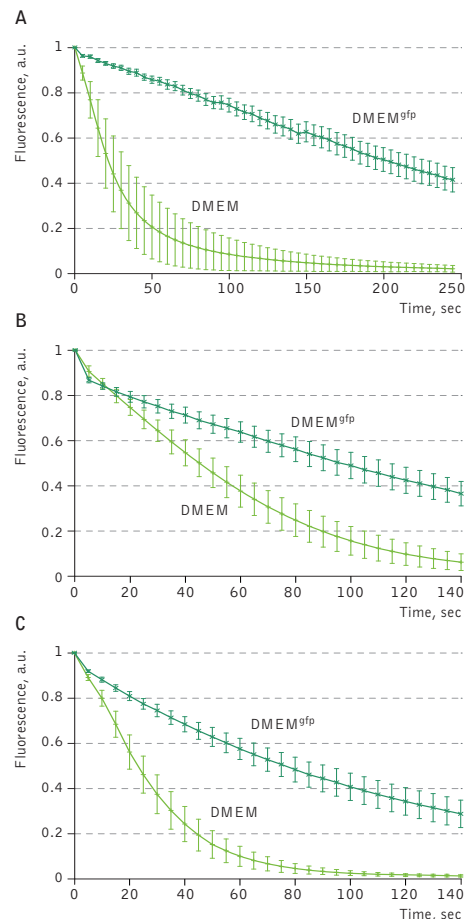 A
Fluorescence, a.u.
1
0.8
0.6
0.4
0.2
0
DMEMgfp
DMEM
0 50 100 150 200 250
Time, sec
B
Fluorescence, a.u.
1
0.8
0.6
0.4
0.2
0
DMEMgfp
DMEM
0 20 40 60 80 100 120 140
Time, sec
C
Fluorescence, a.u.
1
0.8
0.6
0.4
0.2
0
DMEMgfp
DMEM
0 20 40 60 80 100 120 140
Time, sec